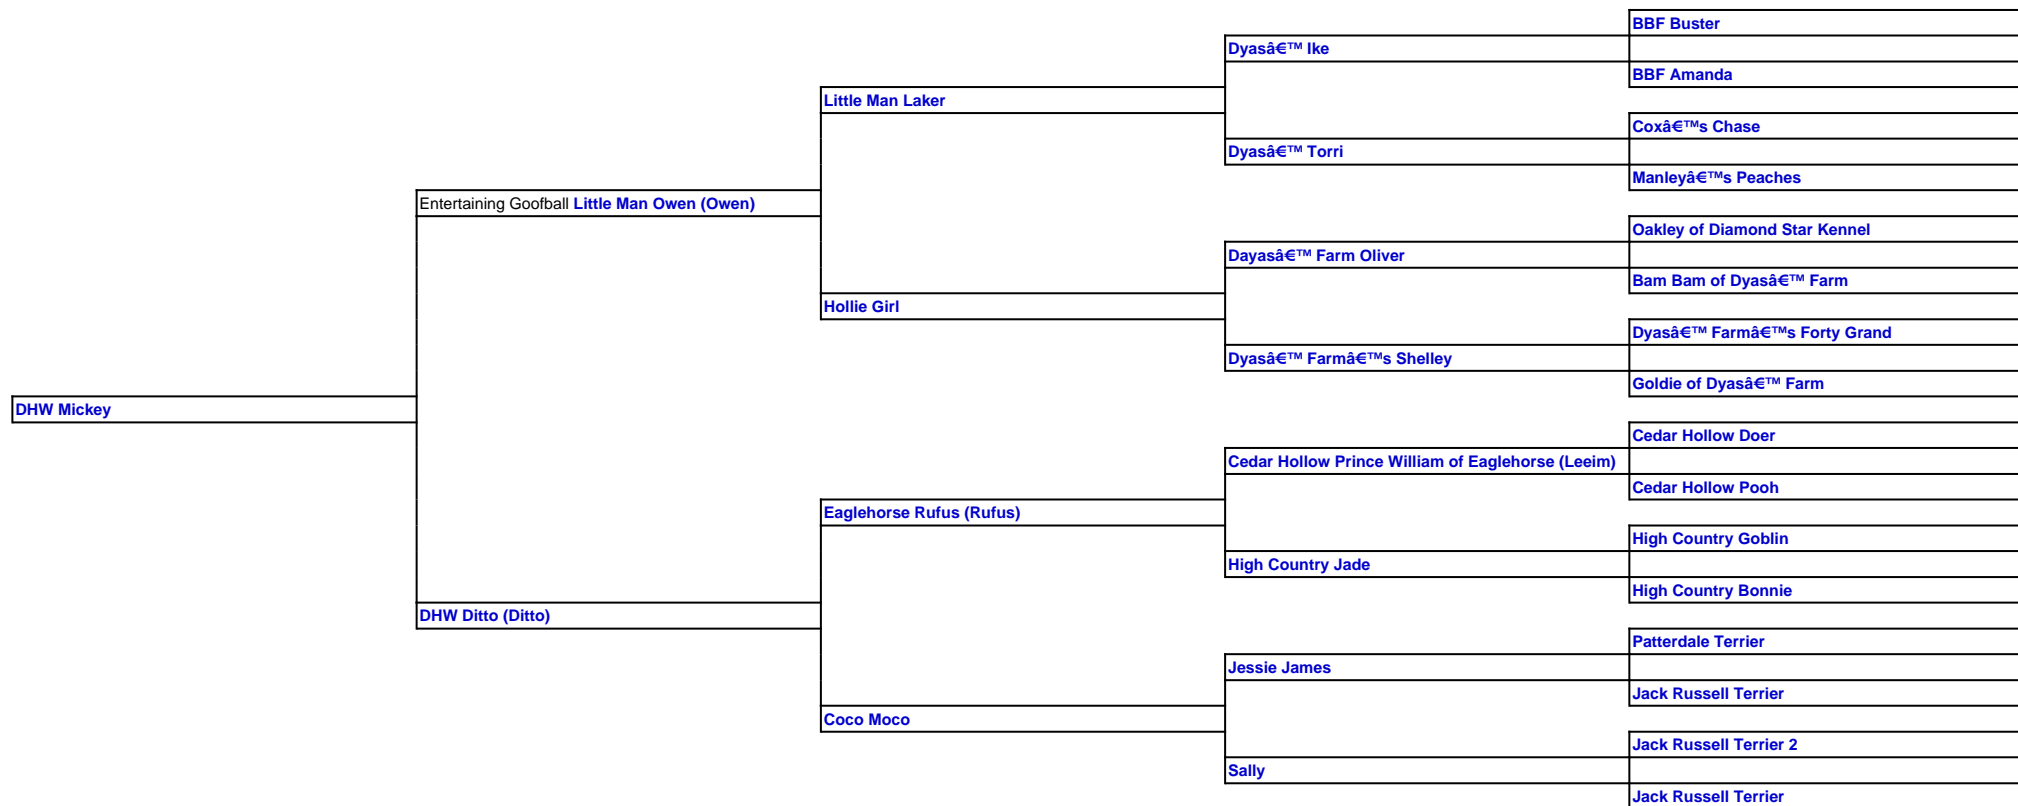 BBF Buster
Dyasâ€™ Ike
BBF Amanda
Little Man Laker
Coxâ€™s Chase
Dyasâ€™ Torri
Manleyâ€™s Peaches
Entertaining Goofball Little Man Owen (Owen)
Oakley of Diamond Star Kennel
Dayasâ€™ Farm Oliver
Bam Bam of Dyasâ€™ Farm
Hollie Girl
Dyasâ€™ Farmâ€™s Forty Grand
Dyasâ€™ Farmâ€™s Shelley
Goldie of Dyasâ€™ Farm
DHW Mickey
Cedar Hollow Doer
Cedar Hollow Prince William of Eaglehorse (Leeim)
Cedar Hollow Pooh
Eaglehorse Rufus (Rufus)
High Country Goblin
High Country Jade
High Country Bonnie
DHW Ditto (Ditto)
Patterdale Terrier
Jessie James
Jack Russell Terrier
Coco Moco
Jack Russell Terrier 2
Sally
Jack Russell Terrier